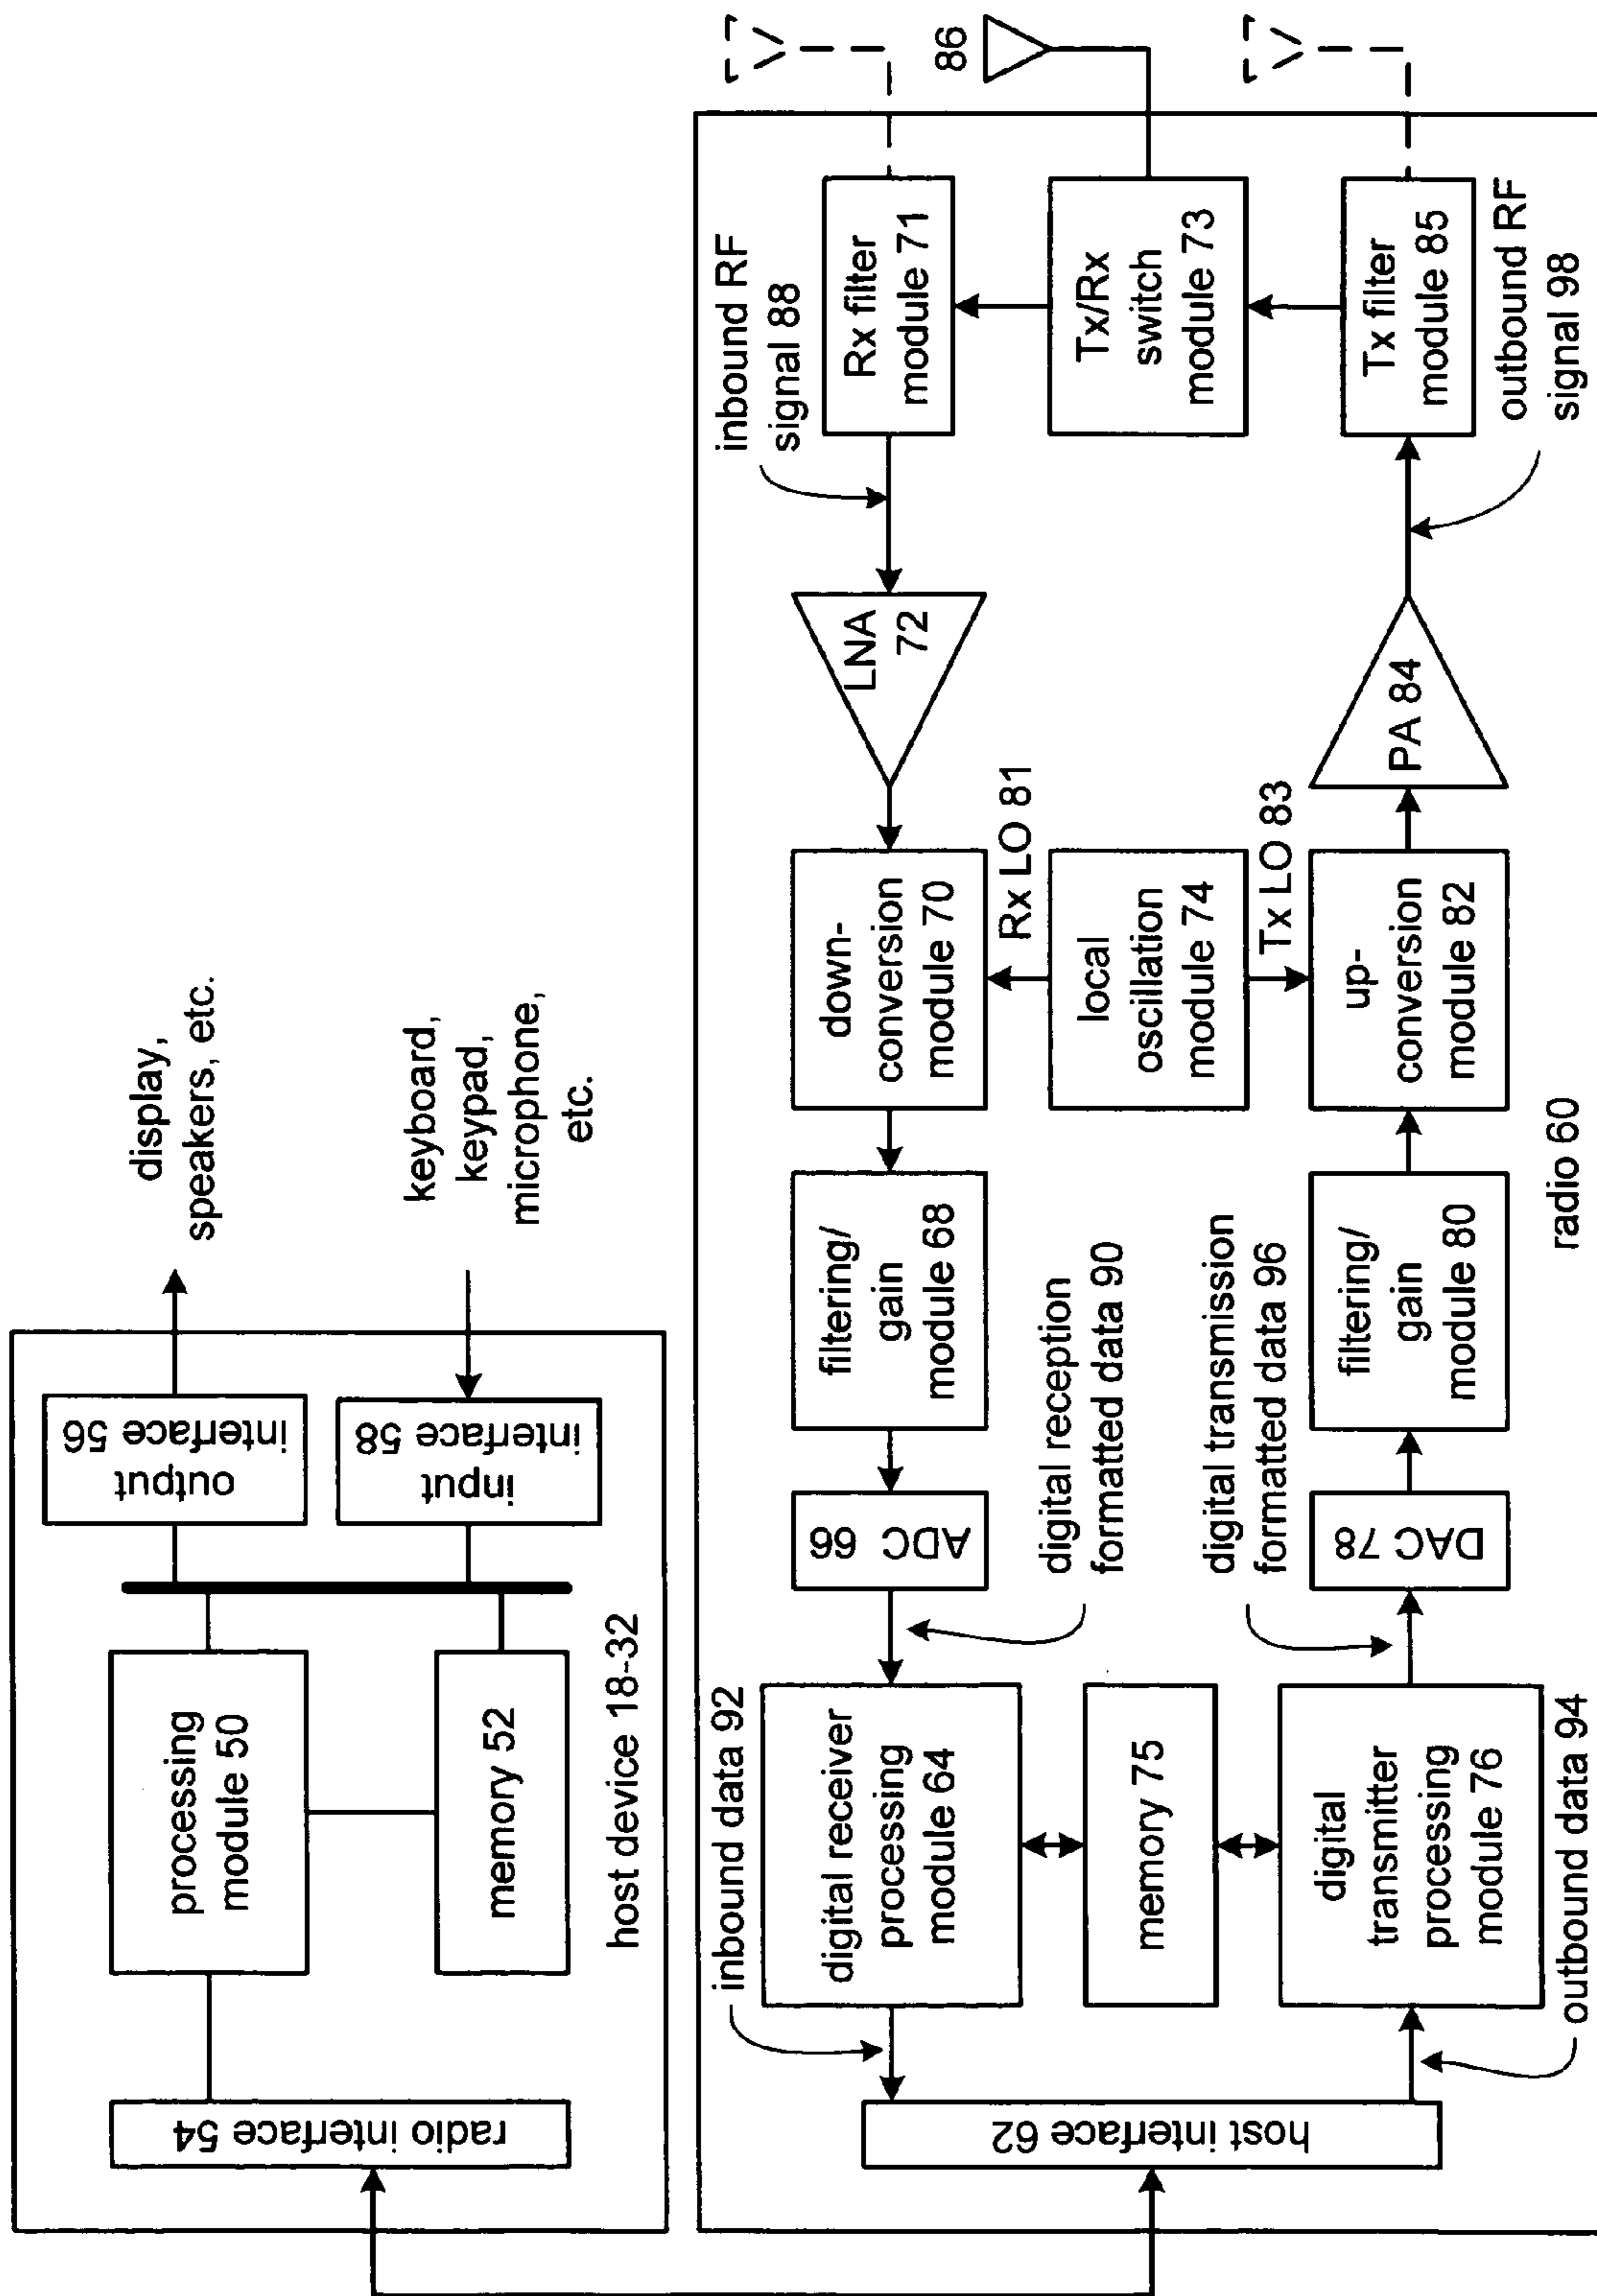 radio interface 54
processing
module 50
memory 52
output
interface 56
input
interface 58
display,
speakers, etc.
keyboard,
keypad,
microphone,
etc.
host device 18-32
host interface 62
inbound data 92
digital receiver
processing
module 64
memory 75
digital
transmitter
processing
module 76
outbound data 94
ADC 66
digital reception
formatted data 90
digital transmission
formatted data 96
DAC 78
filtering/
gain
module 68
filtering/
gain
module 80
radio 60
down-
conversion
module 70
Rx LO 81
local
oscillation
module 74
Tx LO 83
up-
conversion
module 82
LNA
72
PA 84
inbound RF
signal 88
Rx filter
module 71
Tx/Rx
switch
module 73
Tx filter
module 85
outbound RF
signal 98
86